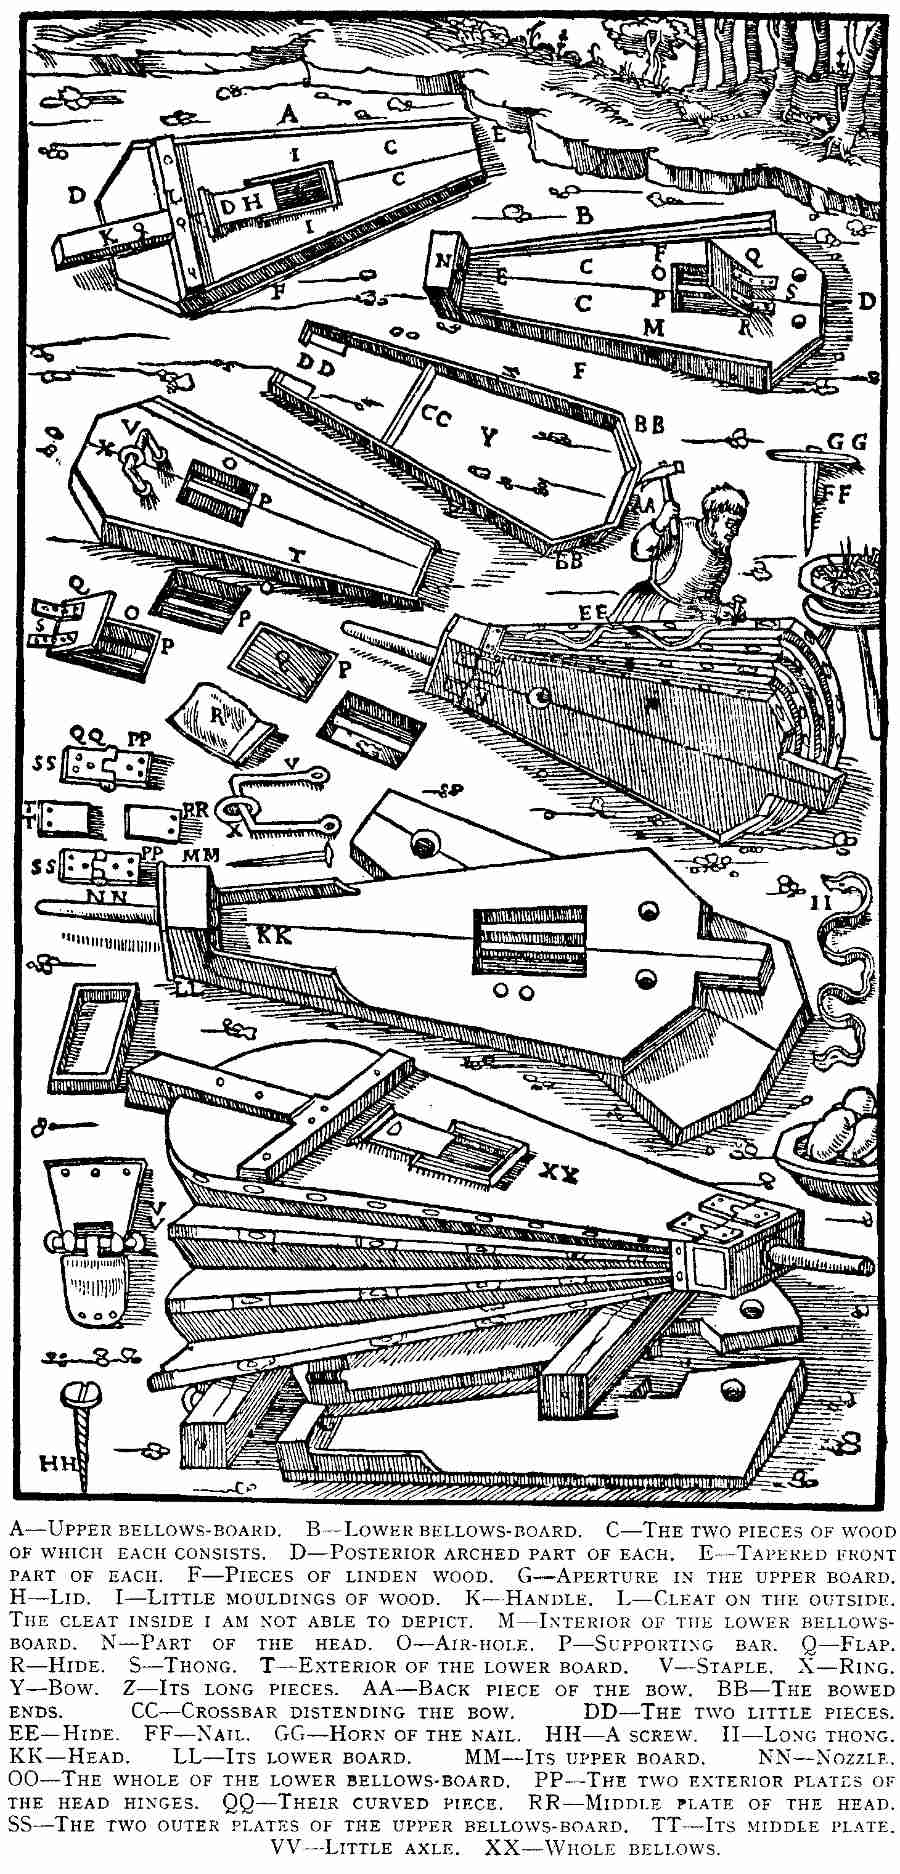 A
E
I
C
D
C
L
D H
I
K
F
B
N
E
C
F
O
Q
P
S
D
C
M
R
D D
F
CC
Y
BB
V
X
O
P
T
AA
BB
GG
FF
Q
S
O
P
O
P
Q
P
EE
R
QQ
PP
SS
V
TT
RR
X
SS
PP
MM
NN
KK
LL
II
XX
VV
HH
A—UPPER BELLOWS-BOARD. B—LOWER BELLOWS-BOARD. C—THE TWO PIECES OF WOOD
OF WHICH EACH CONSISTS. D—POSTERIOR ARCHED PART OF EACH. E—TAPERED FRONT
PART OF EACH. F—PIECES OF LINDEN WOOD. G—APERTURE IN THE UPPER BOARD.
H—LID. I—LITTLE MOULDINGS OF WOOD. K—HANDLE. L—CLEAT ON THE OUTSIDE.
THE CLEAT INSIDE I AM NOT ABLE TO DEPICT. M—INTERIOR OF THE LOWER BELLOWS-
BOARD. N—PART OF THE HEAD. O—AIR-HOLE. P—SUPPORTING BAR. Q—FLAP.
R—HIDE. S—THONG. T—EXTERIOR OF THE LOWER BOARD. V—STAPLE. X—RING.
Y—BOW. Z—ITS LONG PIECES. AA—BACK PIECE OF THE BOW. BB—THE BOWED
ENDS. CC—CROSSBAR DISTENDING THE BOW. DD—THE TWO LITTLE PIECES.
EE—HIDE. FF—NAIL. GG—HORN OF THE NAIL. HH—A SCREW. II—LONG THONG.
KK—HEAD. LL—ITS LOWER BOARD. MM—ITS UPPER BOARD. NN—NOZZLE.
OO—THE WHOLE OF THE LOWER BELLOWS-BOARD. PP—THE TWO EXTERIOR PLATES OF
THE HEAD HINGES. QQ—THEIR CURVED PIECE. RR—MIDDLE PLATE OF THE HEAD.
SS—THE TWO OUTER PLATES OF THE UPPER BELLOWS-BOARD. TT—ITS MIDDLE PLATE.
VV—LITTLE AXLE. XX—WHOLE BELLOWS.